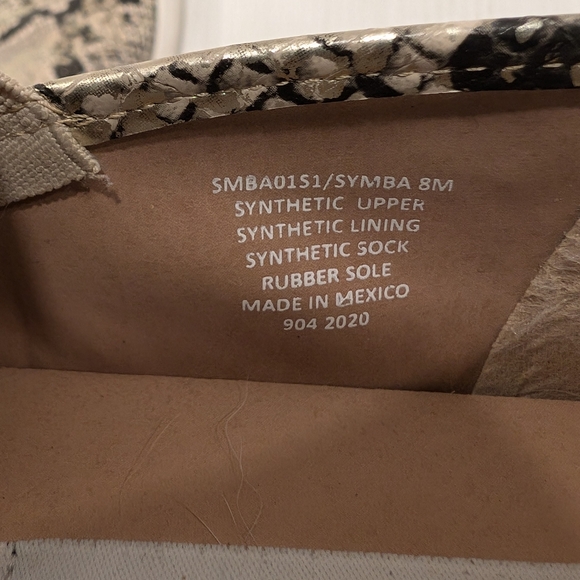 SMBA01S1/SYMBA 8M
SYNTHETIC UPPER
SYNTHETIC LINING
SYNTHETIC SOCK
RUBBER SOLE
MADE IN MEXICO
904 2020